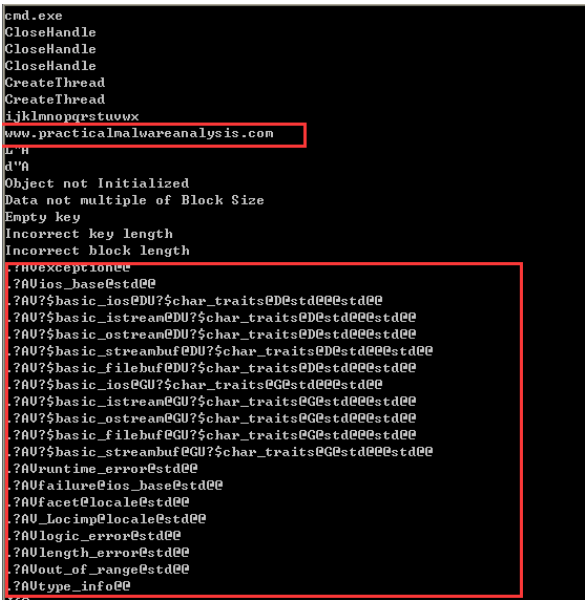 cmd.exe
CloseHandle
CloseHandle
CloseHandle
CreateThread
CreateThread
ijklmnopqrstuvwx
www.practicalmalwareanalysis.com
L"A
d"A
Object not Initialized
Data not multiple of Block Size
Empty key
Incorrect key length
Incorrect block length
.?AVexception@@
.?AVios_base@std@@
.?AV?$basic_ios@DU?$char_traits@D@std@@@std@@
.?AV?$basic_istream@DU?$char_traits@D@std@@@std@@
.?AV?$basic_ostream@DU?$char_traits@D@std@@@std@@
.?AV?$basic_streambuf@DU?$char_traits@D@std@@@std@@
.?AV?$basic_filebuf@DU?$char_traits@D@std@@@std@@
.?AV?$basic_ios@GU?$char_traits@G@std@@@std@@
.?AV?$basic_istream@GU?$char_traits@G@std@@@std@@
.?AV?$basic_ostream@GU?$char_traits@G@std@@@std@@
.?AV?$basic_filebuf@GU?$char_traits@G@std@@@std@@
.?AV?$basic_streambuf@GU?$char_traits@G@std@@@std@@
.?AVruntime_error@std@@
.?AVfailure@ios_base@std@@
.?AVfacet@locale@std@@
.?AV_Locimp@locale@std@@
.?AVlogic_error@std@@
.?AVlength_error@std@@
.?AVout_of_range@std@@
.?AVtype_info@@